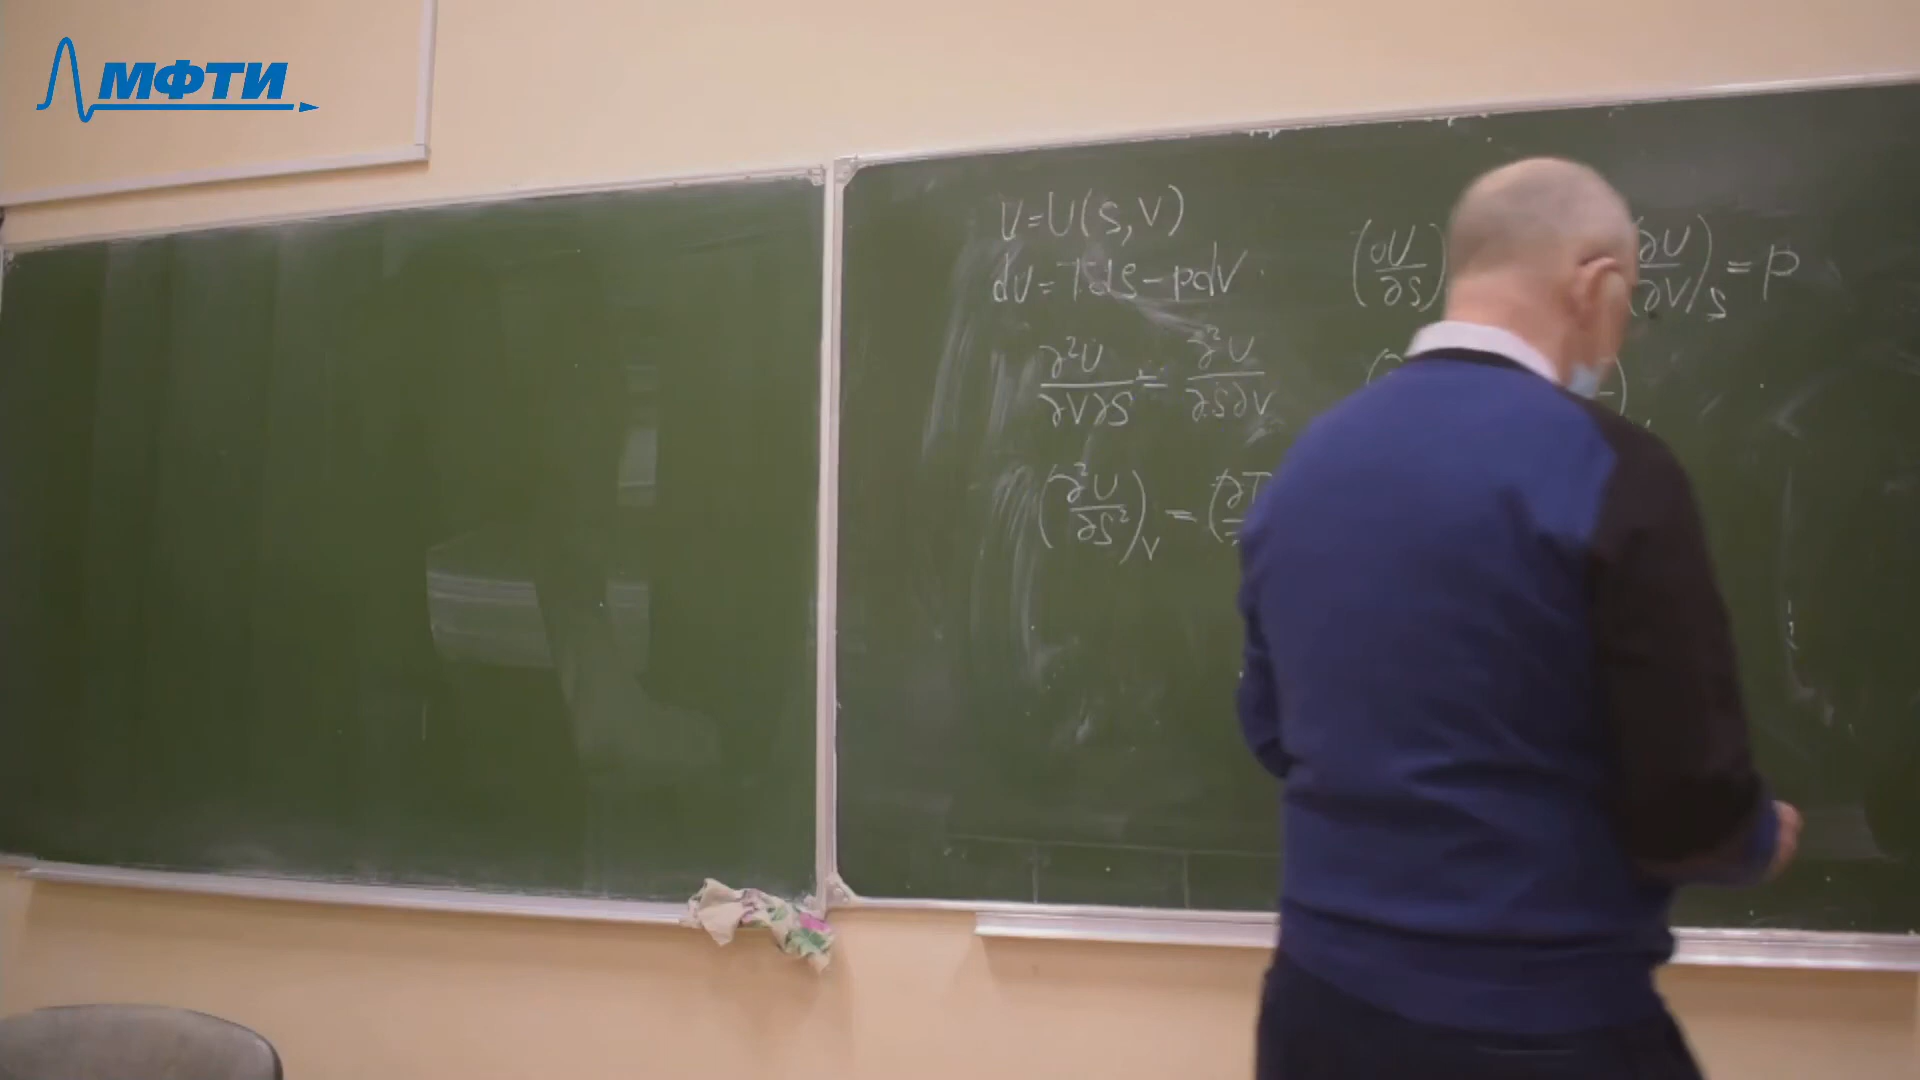 МФТИ
U=U(S,V)
dU=TdS-pdV
(∂U/∂S) (∂U/∂V)_S = p
∂²U/∂V∂S = ∂²U/∂S∂V
(∂²U/∂S²)_V = (∂T